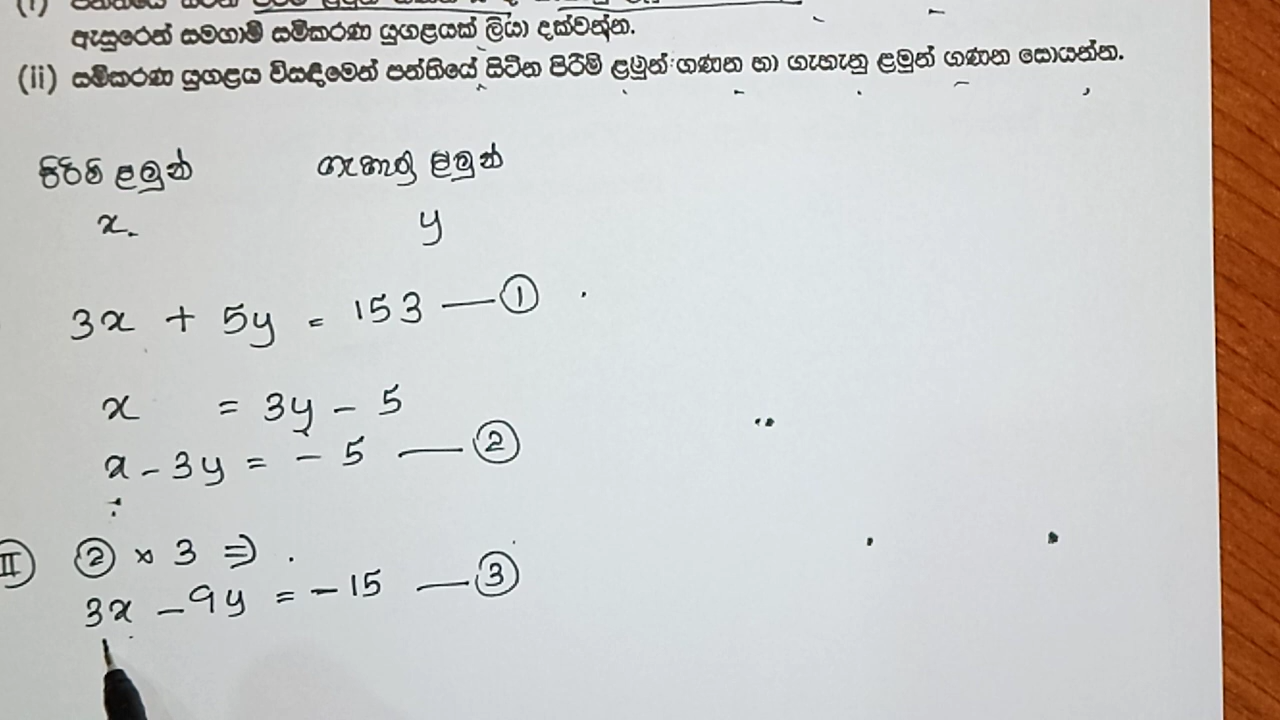 ඇසුරෙන් සමගාමී සමීකරණ යුගළයක් ලියා දක්වන්න.
(ii) සමීකරණ යුගළය විසඳීමෙන් පන්තියේ සිටින පිරිමි ළමුන් ගණන හා ගැහැනු ළමුන් ගණන සොයන්න.
පිරිමි ළමුන් ගැහැනු ළමුන්
x. y
3x + 5y = 153 — ①
x = 3y - 5
x - 3y = - 5 — ②
Ⅱ ② × 3 ⇒
3x - 9y = - 15 — ③